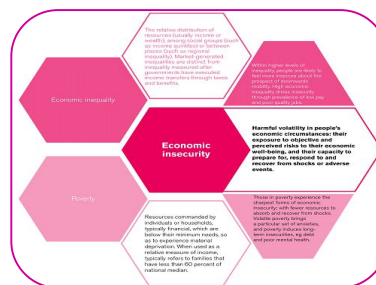 The relative distribution of
resources (usually income or
wealth), among social groups (such
as income quintiles) or between
places (such as regional
inequality). Market-generated
inequalities are distinct from
inequality measured after
governments have executed
income transfers through taxes
and benefits.
Within higher levels of
inequality, people are likely to
feel more insecure about the
prospect of downwards
mobility. High economic
inequality drives insecurity
through prevalence of low pay
and poor quality jobs.
Economic inequality
Economic
insecurity
Harmful volatility in people's
economic circumstances: their
exposure to objective and
perceived risks to their economic
well-being, and their capacity to
prepare for, respond to and
recover from shocks or adverse
events.
Poverty
Those in poverty experience the
sharpest forms of economic
insecurity: with fewer resources to
absorb and recover from shocks.
Volatile poverty brings
a particular set of anxieties,
and poverty induces long-
term insecurities, eg debt
and poor mental health.
Resources commanded by
individuals or households,
typically financial, which are
below their minimum needs, so
as to experience material
deprivation. When used as a
relative measure of income,
typically refers to families that
have less than 60 percent of
national median.